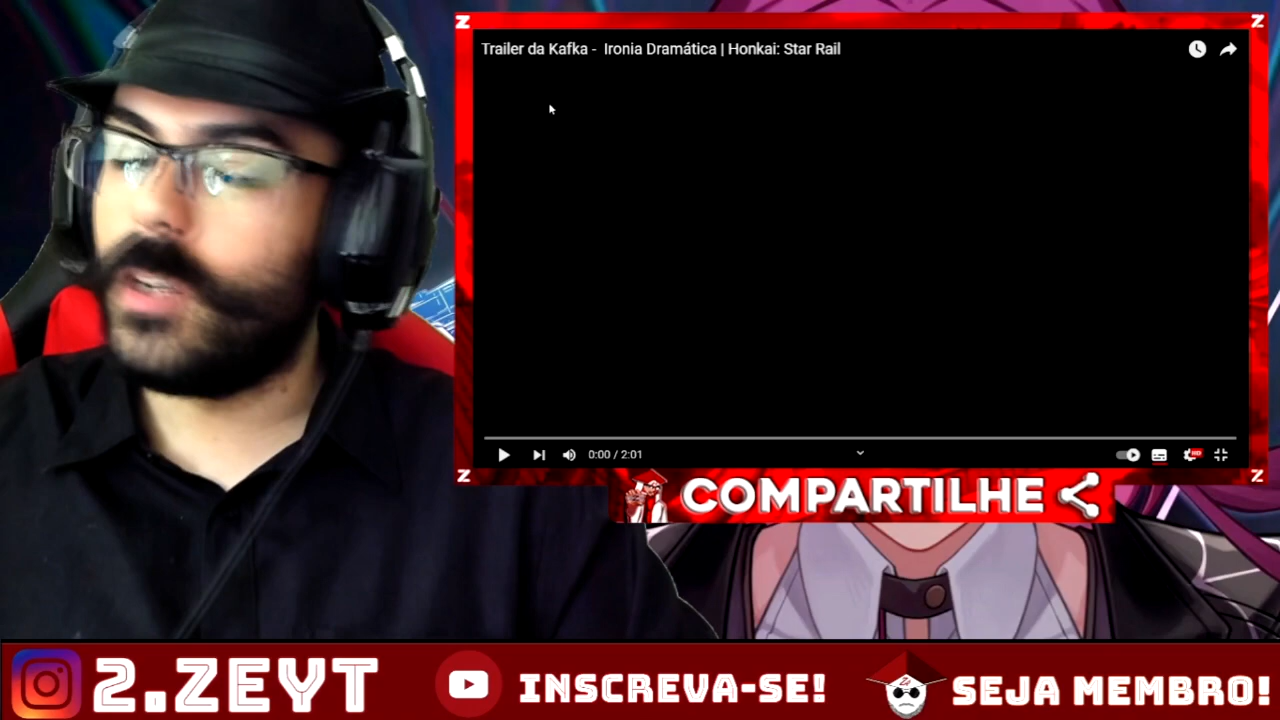 Z
Z
Trailer da Kafka - Ironia Dramática | Honkai: Star Rail
0:00 / 2:01
HD
Z
Z
COMPARTILHE
2.ZEYT
INSCREVA-SE!
SEJA MEMBRO!